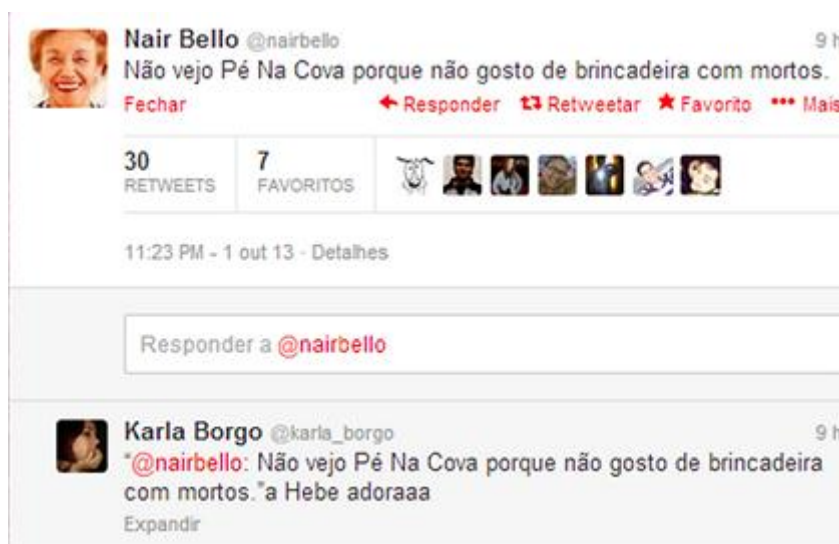 Nair Bello @nairbello 9 h
Não vejo Pé Na Cova porque não gosto de brincadeira com mortos.
Fechar Responder Retweetar Favorito Mais
30 7
RETWEETS FAVORITOS
11:23 PM - 1 out 13 · Detalhes
Responder a @nairbello
Karla Borgo @karla_borgo 9 h
"@nairbello: Não vejo Pé Na Cova porque não gosto de brincadeira
com mortos."a Hebe adoraaa
Expandir